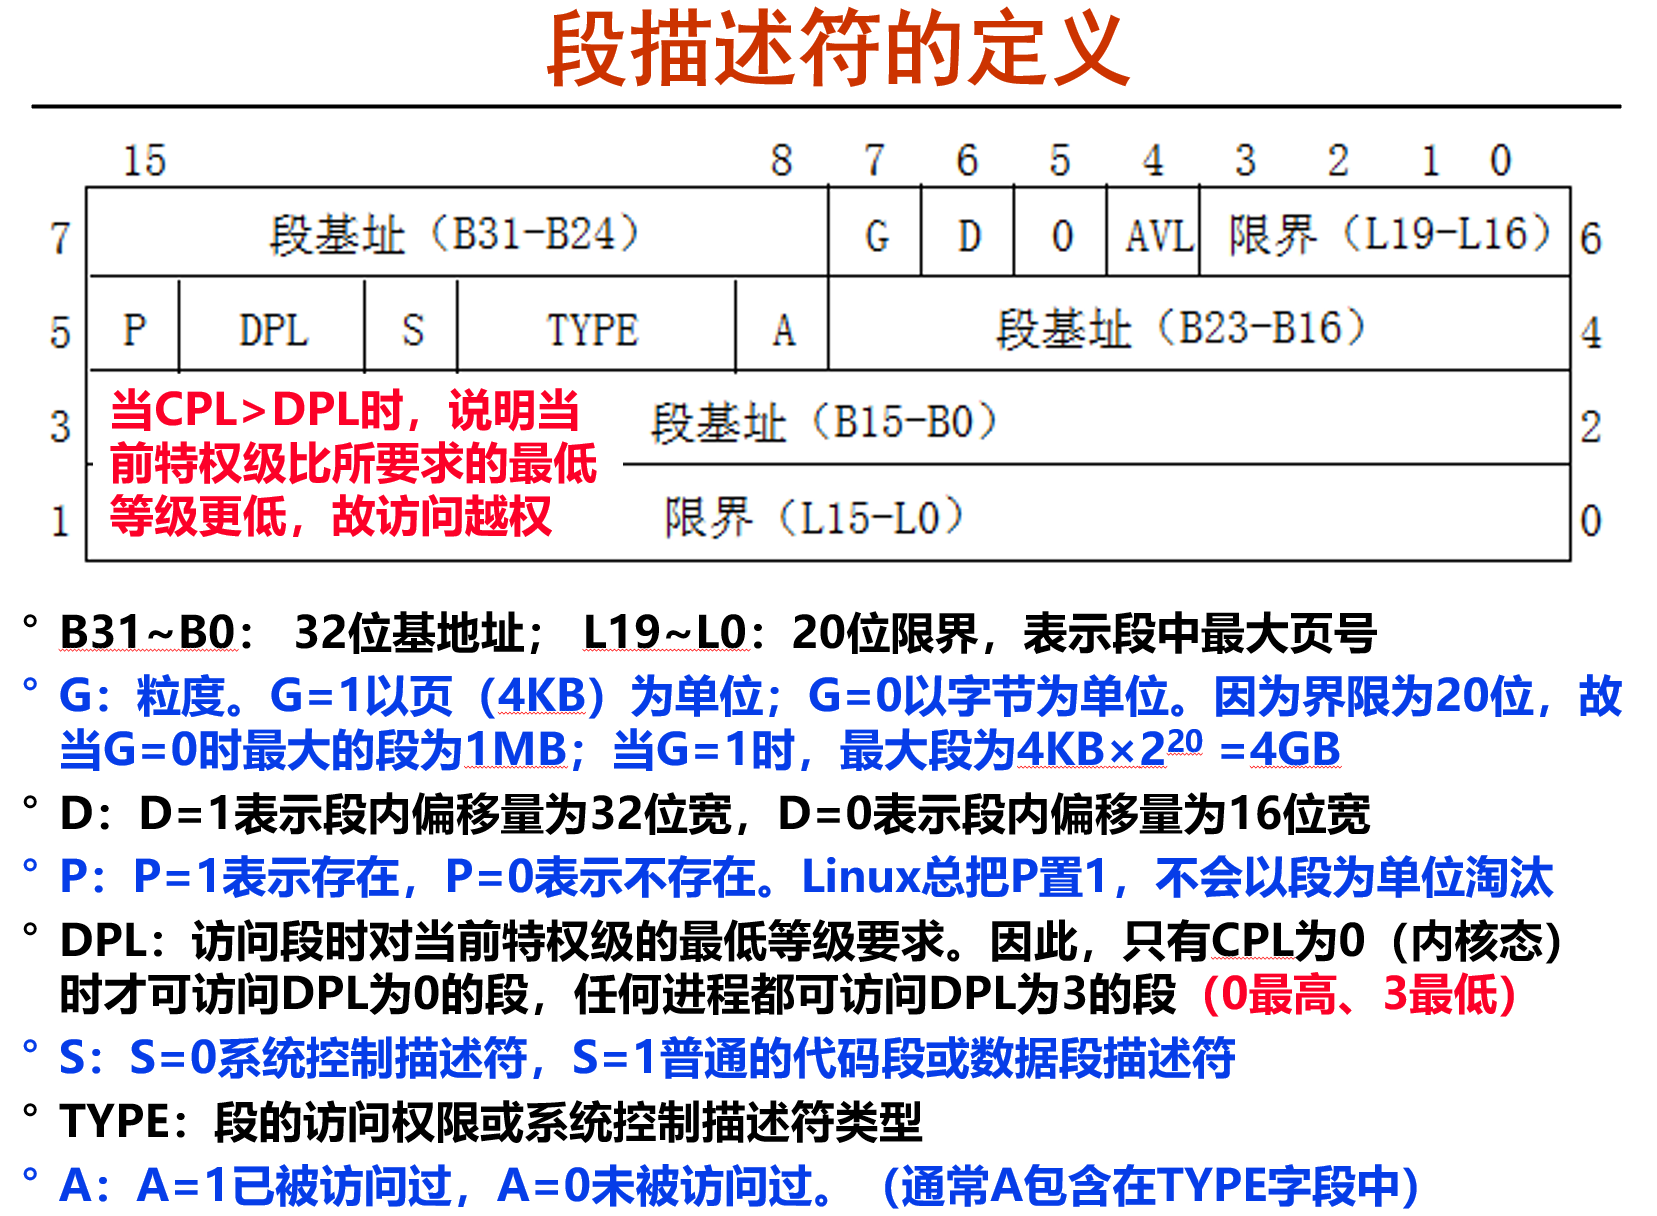 段描述符的定义
15 8 7 6 5 4 3 2 1 0
7 段基址（B31-B24） G D 0 AVL 限界（L19-L16） 6
5 P DPL S TYPE A 段基址（B23-B16） 4
3 段基址（B15-B0） 2
1 限界（L15-L0） 0
当CPL>DPL时，说明当
前特权级比所要求的最低
等级更低，故访问越权
° B31~B0： 32位基地址； L19~L0：20位限界，表示段中最大页号
° G：粒度。G=1以页（4KB）为单位；G=0以字节为单位。因为界限为20位，故
当G=0时最大的段为1MB；当G=1时，最大段为4KB×2²⁰ =4GB
° D：D=1表示段内偏移量为32位宽，D=0表示段内偏移量为16位宽
° P：P=1表示存在，P=0表示不存在。Linux总把P置1，不会以段为单位淘汰
° DPL：访问段时对当前特权级的最低等级要求。因此，只有CPL为0（内核态）
时才可访问DPL为0的段，任何进程都可访问DPL为3的段（0最高、3最低）
° S：S=0系统控制描述符，S=1普通的代码段或数据段描述符
° TYPE：段的访问权限或系统控制描述符类型
° A：A=1已被访问过，A=0未被访问过。（通常A包含在TYPE字段中）